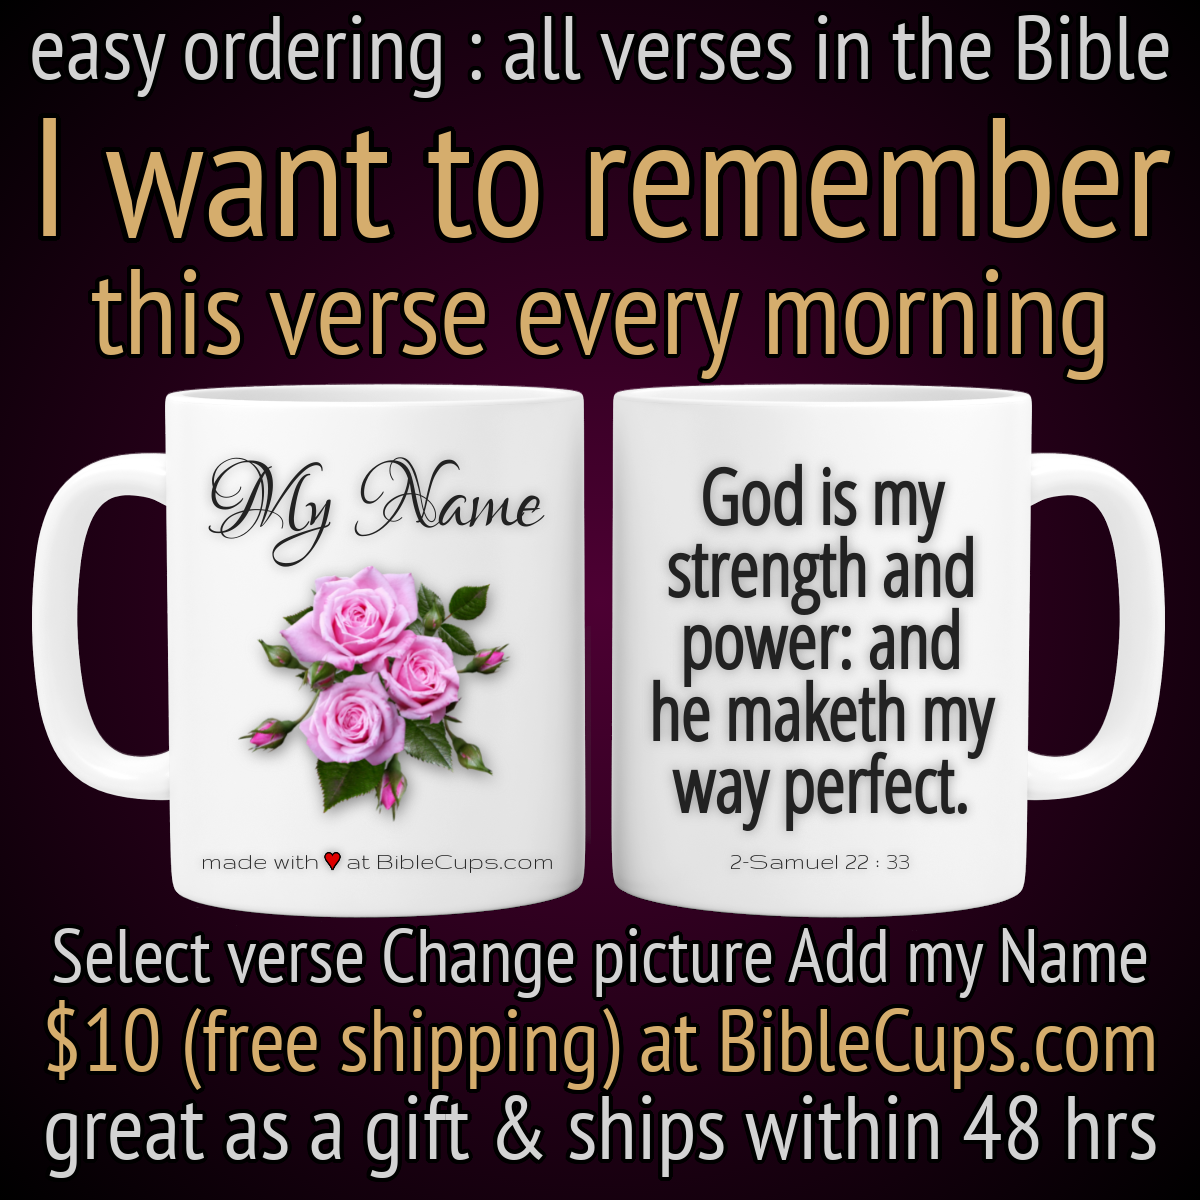 easy ordering : all verses in the Bible
I want to remember
this verse every morning
My Name
made with ♥ at BibleCups.com
God is my
strength and
power: and
he maketh my
way perfect.
2-Samuel 22 : 33
Select verse Change picture Add my Name
$10 (free shipping) at BibleCups.com
great as a gift & ships within 48 hrs